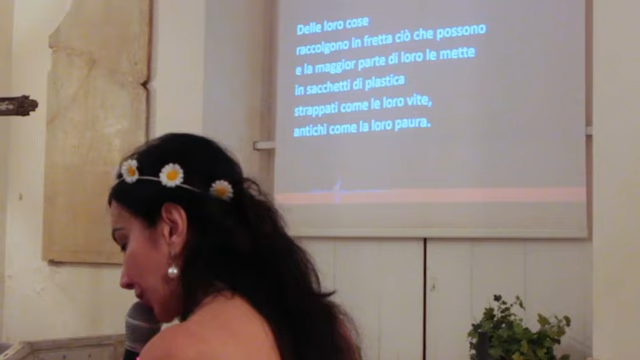 Delle loro cose
raccolgono in fretta ciò che possono
e la maggior parte di loro le mette
in sacchetti di plastica
strappati come le loro vite,
antichi come la loro paura.